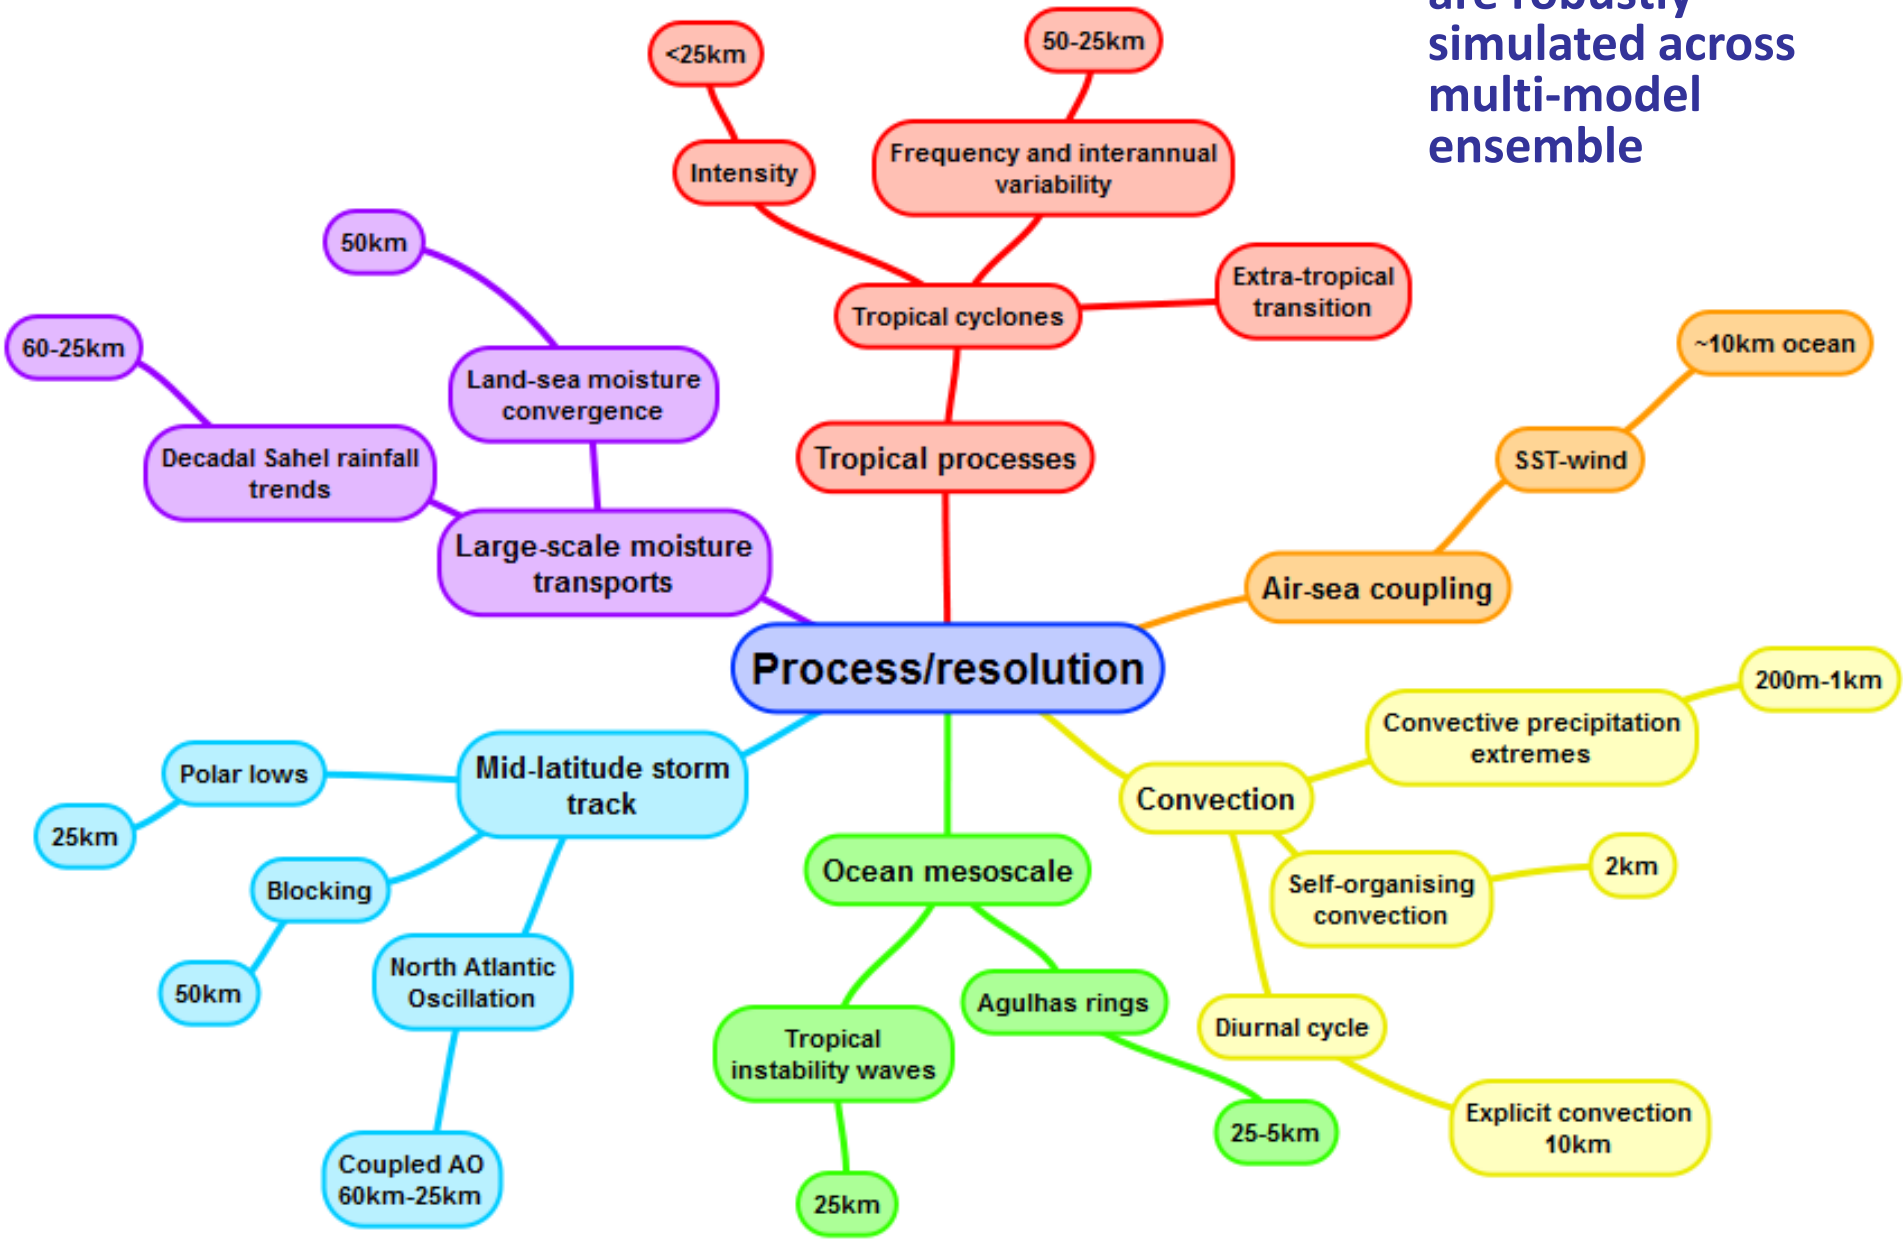 are robustly
simulated across
multi-model
ensemble
<25km
50-25km
Intensity
Frequency and interannual
variability
50km
Extra-tropical
transition
Tropical cyclones
60-25km
~10km ocean
Land-sea moisture
convergence
Decadal Sahel rainfall
trends
Tropical processes
SST-wind
Large-scale moisture
transports
Air-sea coupling
Process/resolution
200m-1km
Convective precipitation
extremes
Polar lows
Mid-latitude storm
track
Convection
25km
Blocking
Ocean mesoscale
Self-organising
convection
2km
50km
North Atlantic
Oscillation
Agulhas rings
Diurnal cycle
Tropical
instability waves
25-5km
Explicit convection
10km
Coupled AO
60km-25km
25km